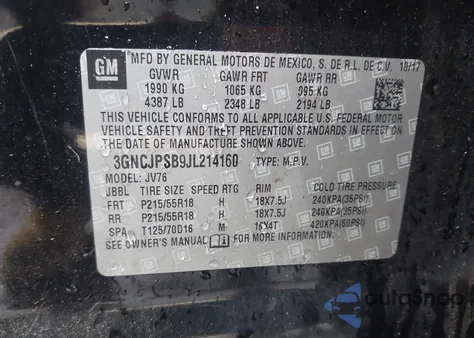 GM
MFD BY GENERAL MOTORS DE MEXICO, S. DE R.L. DE C.V. 10/17
GVWR GAWR FRT GAWR RR
1990 KG 1065 KG 995 KG
4387 LB 2348 LB 2194 LB
THIS VEHICLE CONFORMS TO ALL APPLICABLE U.S. FEDERAL MOTOR
VEHICLE SAFETY, BUMPER, AND THEFT PREVENTION STANDARDS IN
EFFECT ON THE DATE OF MANUFACTURE SHOWN ABOVE.
3GNCJPSB9JL214160 TYPE: M.P.V.
MODEL: JV76
JBBL TIRE SIZE SPEED RTG RIM COLD TIRE PRESSURE
FRT P215/55R18 H 18X7.5J 240KPA(35PSI)
RR P215/55R18 H 18X7.5J 240KPA(35PSI)
SPA T125/70D16 M 16X4T 420KPA(60PSI)
SEE OWNER'S MANUAL FOR MORE INFORMATION.
autoSnap